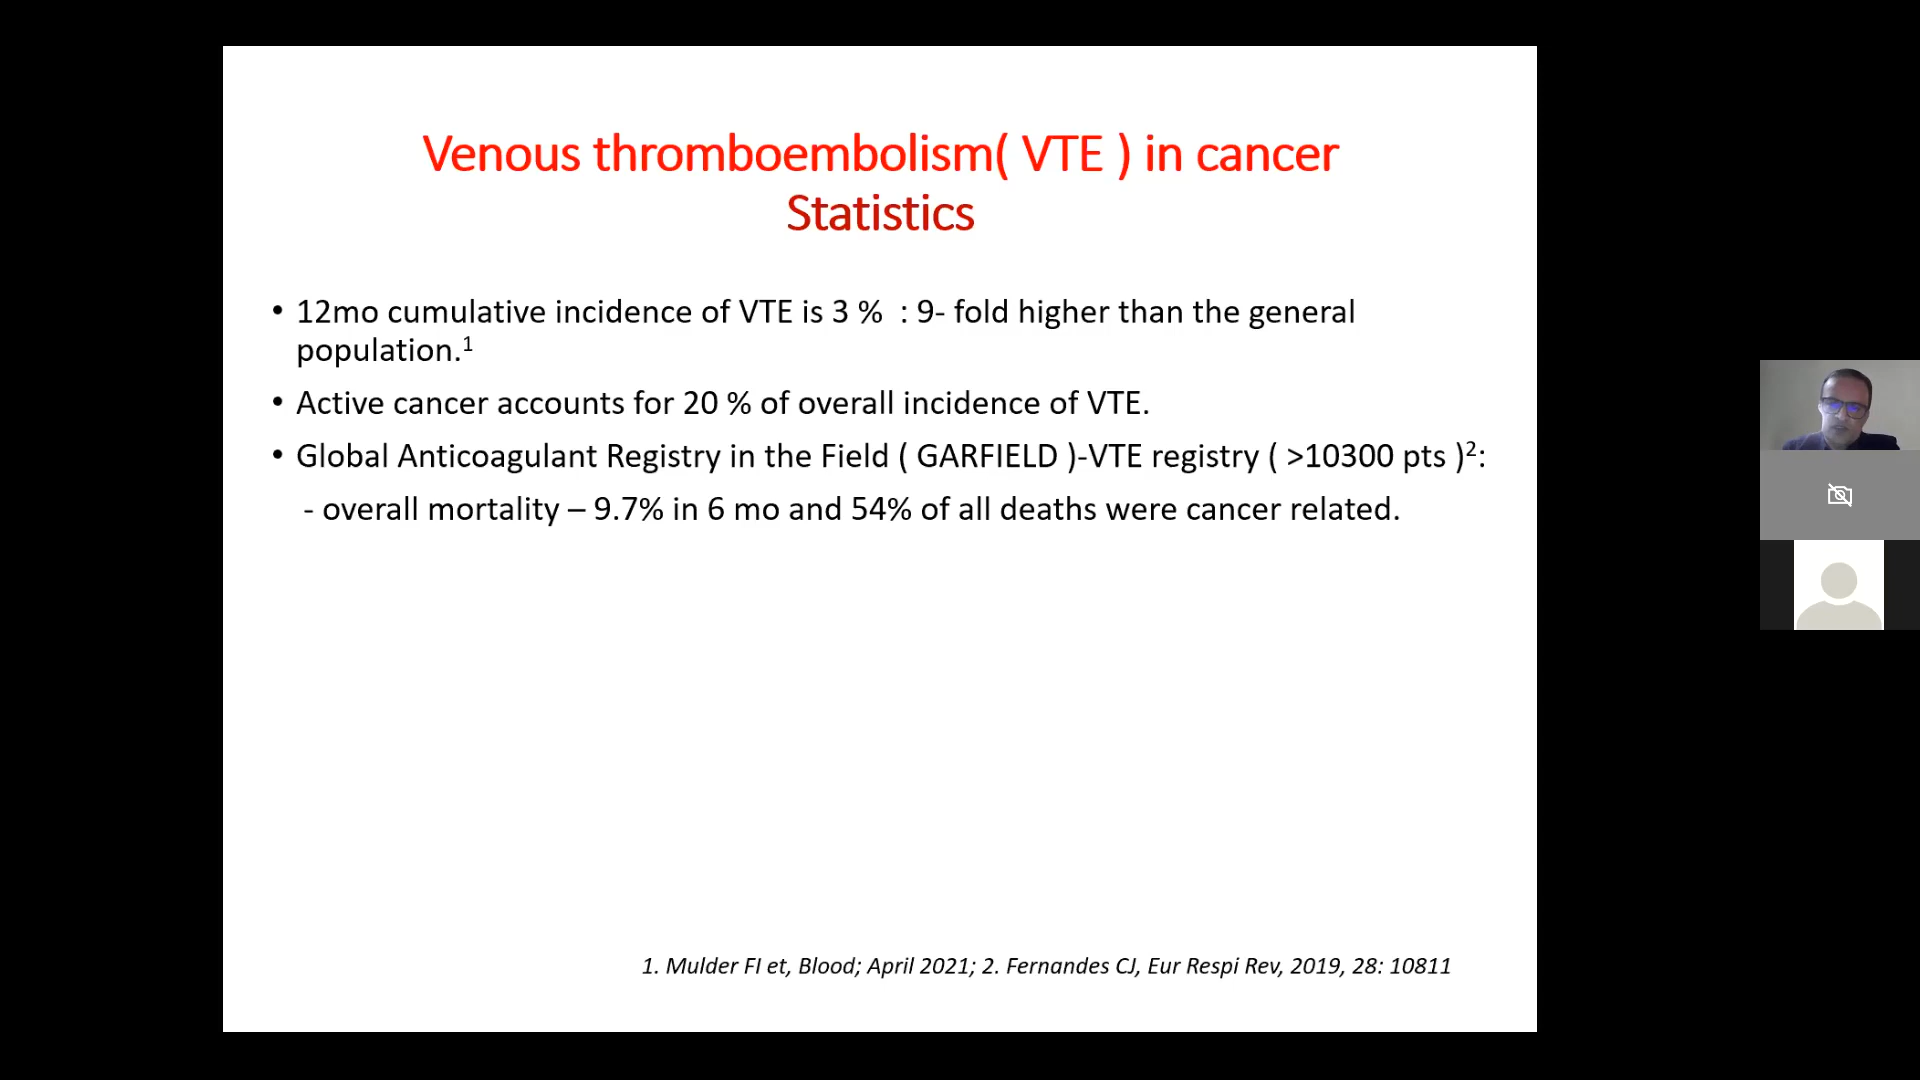 Venous thromboembolism( VTE ) in cancer
Statistics
• 12mo cumulative incidence of VTE is 3 %  : 9- fold higher than the general
population.¹
• Active cancer accounts for 20 % of overall incidence of VTE.
• Global Anticoagulant Registry in the Field ( GARFIELD )-VTE registry ( >10300 pts )²:
- overall mortality – 9.7% in 6 mo and 54% of all deaths were cancer related.
1. Mulder FI et, Blood; April 2021; 2. Fernandes CJ, Eur Respi Rev, 2019, 28: 10811